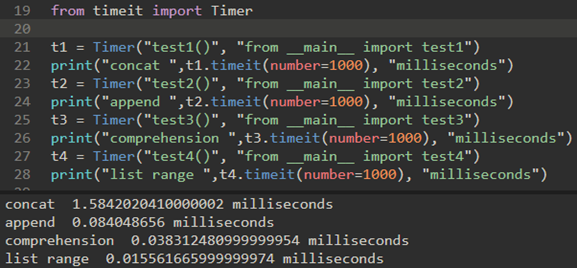 19 from timeit import Timer
20
21 t1 = Timer("test1()", "from __main__ import test1")
22 print("concat ",t1.timeit(number=1000), "milliseconds")
23 t2 = Timer("test2()", "from __main__ import test2")
24 print("append ",t2.timeit(number=1000), "milliseconds")
25 t3 = Timer("test3()", "from __main__ import test3")
26 print("comprehension ",t3.timeit(number=1000), "milliseconds")
27 t4 = Timer("test4()", "from __main__ import test4")
28 print("list range ",t4.timeit(number=1000), "milliseconds")
concat  1.5842020410000002 milliseconds
append  0.084048656 milliseconds
comprehension  0.038312480999999954 milliseconds
list range  0.015561665999999974 milliseconds